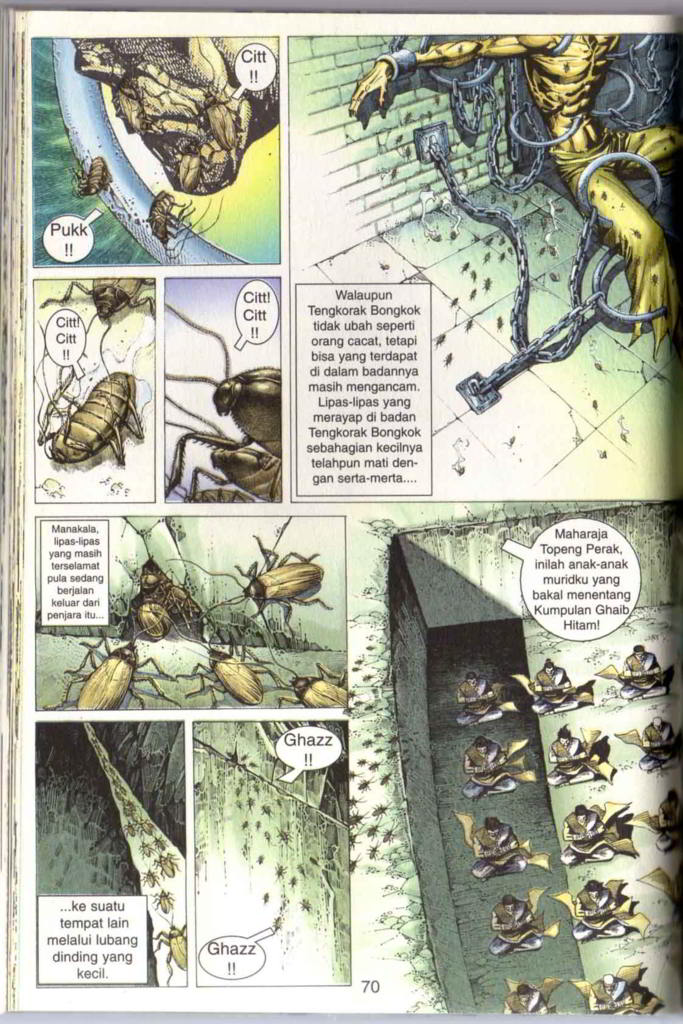 Citt
!!
Pukk
!!
Citt!
Citt
!!
Citt!
Citt
!!
Walaupun
Tengkorak Bongkok
tidak ubah seperti
orang cacat, tetapi
bisa yang terdapat
di dalam badannya
masih mengancam.
Lipas-lipas yang
merayap di badan
Tengkorak Bongkok
sebahagian kecilnya
telahpun mati den-
gan serta-merta....
Manakala,
lipas-lipas
yang masih
terselamat
pula sedang
berjalan
keluar dari
penjara itu...
Maharaja
Topeng Perak,
inilah anak-anak
muridku yang
bakal menentang
Kumpulan Ghaib
Hitam!
...ke suatu
tempat lain
melalui lubang
dinding yang
kecil.
Ghazz
!!
Ghazz
!!
70